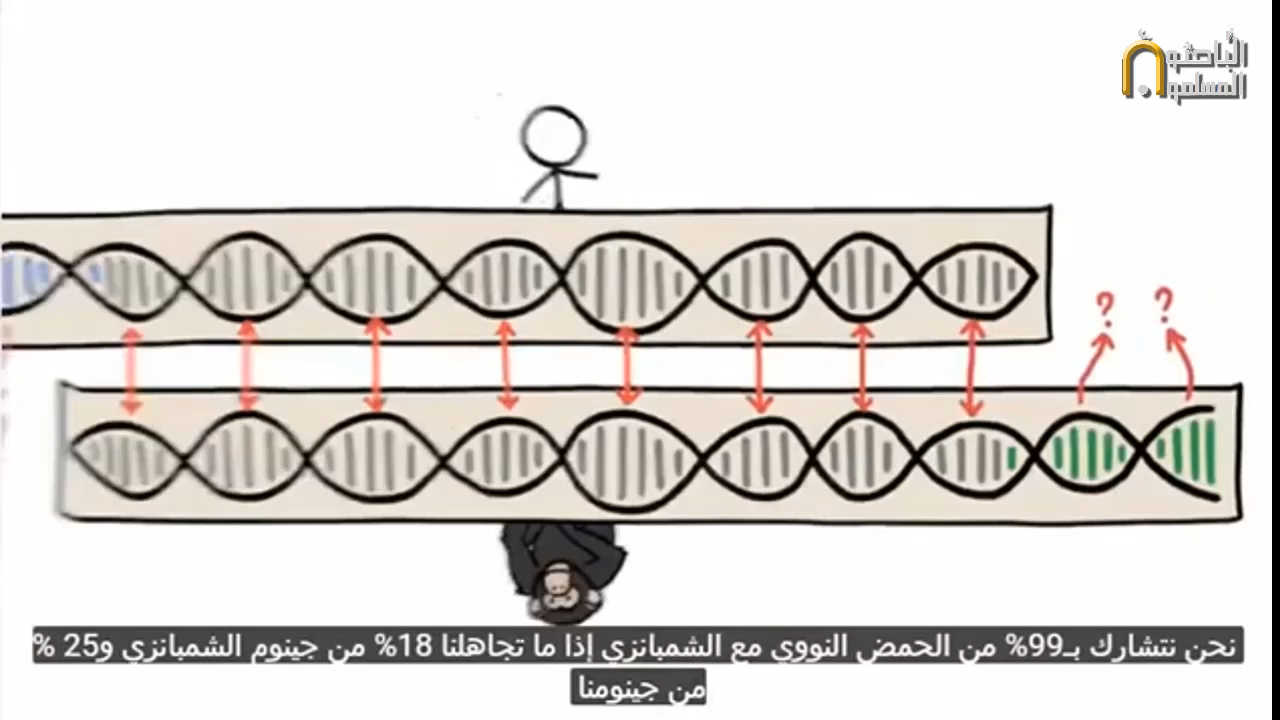 الباحثون
المسلمون
? ?
نحن نتشارك بـ99% من الحمض النووي مع الشمبانزي إذا ما تجاهلنا 18% من جينوم الشمبانزي و25 %
من جينومنا